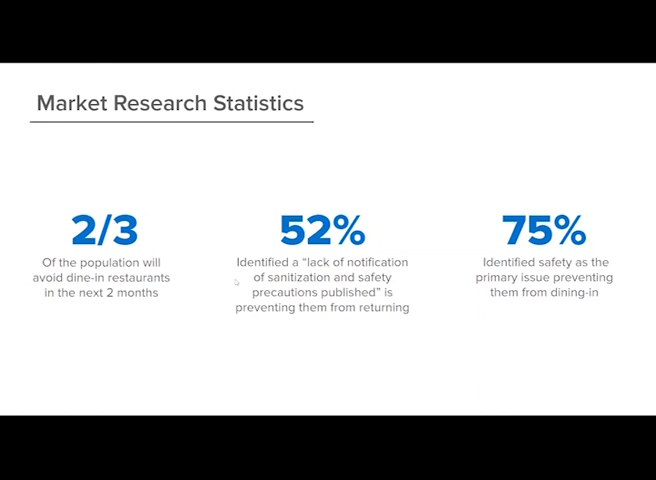 Market Research Statistics
2/3
Of the population will
avoid dine-in restaurants
in the next 2 months
52%
Identified a “lack of notification
of sanitization and safety
precautions published” is
preventing them from returning
75%
Identified safety as the
primary issue preventing
them from dining-in